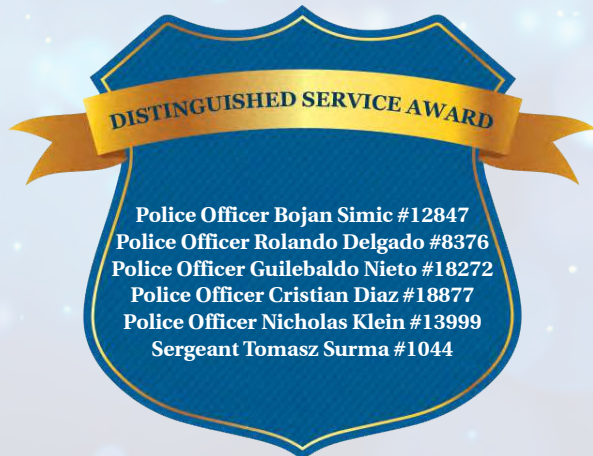 DISTINGUISHED SERVICE AWARD
Police Officer Bojan Simic #12847
Police Officer Rolando Delgado #8376
Police Officer Guilebaldo Nieto #18272
Police Officer Cristian Diaz #18877
Police Officer Nicholas Klein #13999
Sergeant Tomasz Surma #1044